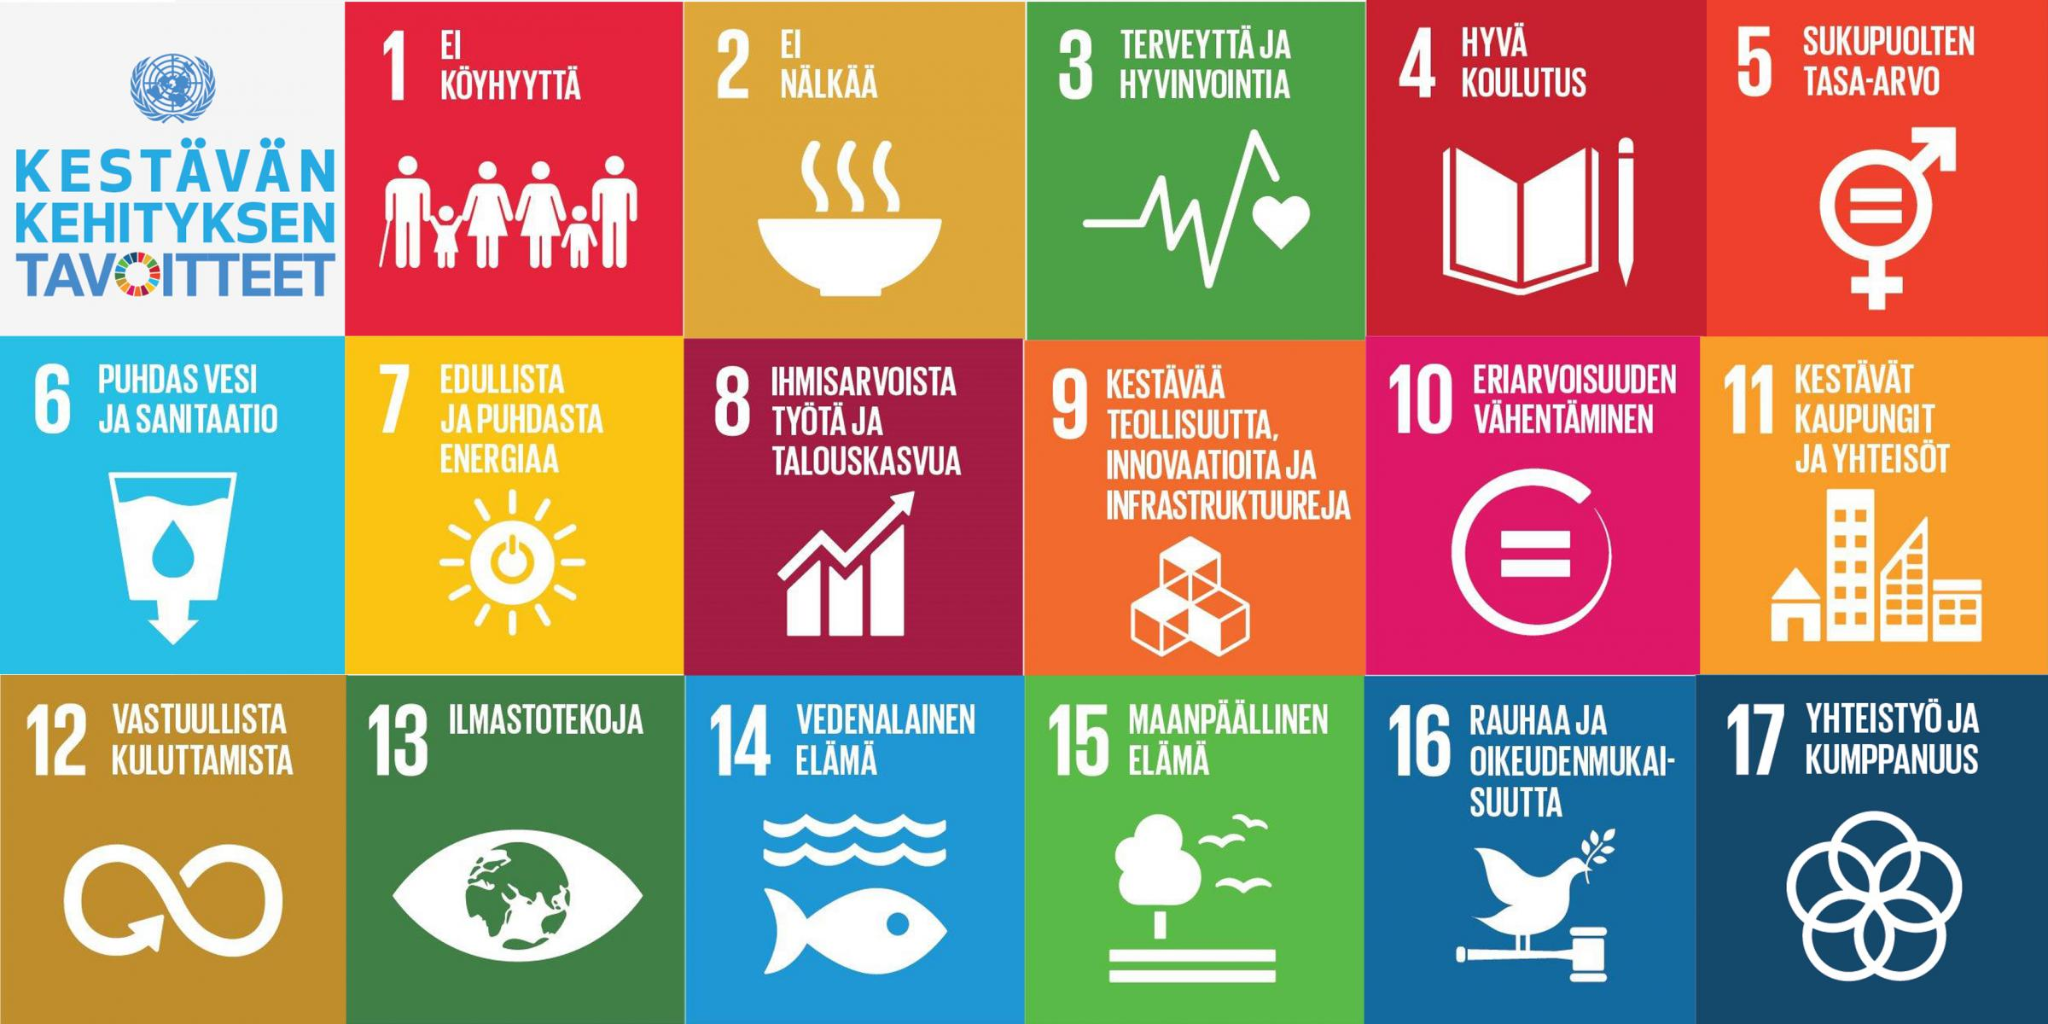 KESTÄVÄN
KEHITYKSEN
TAVOITTEET
1 EI
KÖYHYYTTÄ
2 EI
NÄLKÄÄ
3 TERVEYTTÄ JA
HYVINVOINTIA
4 HYVÄ
KOULUTUS
5 SUKUPUOLTEN
TASA-ARVO
6 PUHDAS VESI
JA SANITAATIO
7 EDULLISTA
JA PUHDASTA
ENERGIAA
8 IHMISARVOISTA
TYÖTÄ JA
TALOUSKASVUA
9 KESTÄVÄÄ
TEOLLISUUTTA,
INNOVAATIOITA JA
INFRASTRUKTUUREJA
10 ERIARVOISUUDEN
VÄHENTÄMINEN
11 KESTÄVÄT
KAUPUNGIT
JA YHTEISÖT
12 VASTUULLISTA
KULUTTAMISTA
13 ILMASTOTEKOJA
14 VEDENALAINEN
ELÄMÄ
15 MAANPÄÄLLINEN
ELÄMÄ
16 RAUHAA JA
OIKEUDENMUKAI-
SUUTTA
17 YHTEISTYÖ JA
KUMPPANUUS